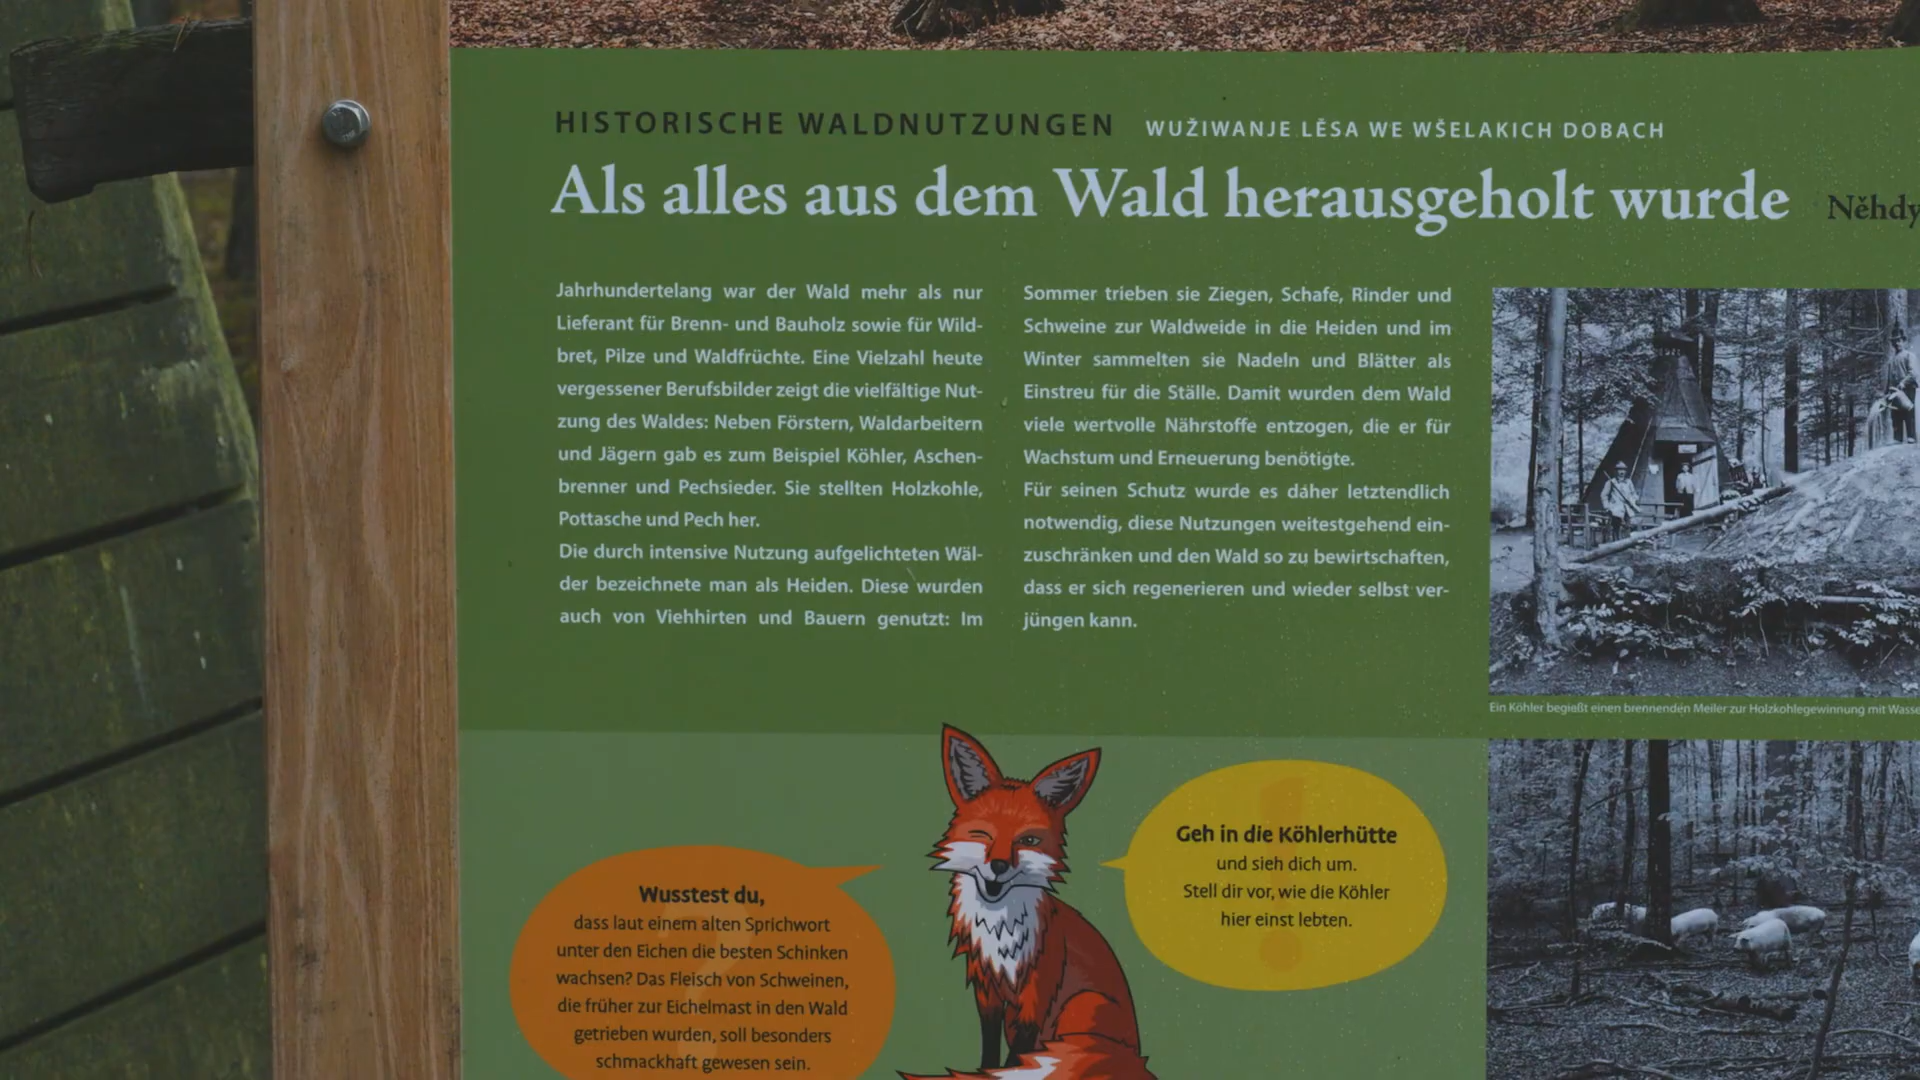 HISTORISCHE WALDNUTZUNGEN WUŽIWANJE LĚSA WE WŠELAKICH DOBACH
Als alles aus dem Wald herausgeholt wurde Něhdy
Jahrhundertelang war der Wald mehr als nur
Lieferant für Brenn- und Bauholz sowie für Wild-
bret, Pilze und Waldfrüchte. Eine Vielzahl heute
vergessener Berufsbilder zeigt die vielfältige Nut-
zung des Waldes: Neben Förstern, Waldarbeitern
und Jägern gab es zum Beispiel Köhler, Aschen-
brenner und Pechsieder. Sie stellten Holzkohle,
Pottasche und Pech her.
Die durch intensive Nutzung aufgelichteten Wäl-
der bezeichnete man als Heiden. Diese wurden
auch von Viehhirten und Bauern genutzt: Im
Sommer trieben sie Ziegen, Schafe, Rinder und
Schweine zur Waldweide in die Heiden und im
Winter sammelten sie Nadeln und Blätter als
Einstreu für die Ställe. Damit wurden dem Wald
viele wertvolle Nährstoffe entzogen, die er für
Wachstum und Erneuerung benötigte.
Für seinen Schutz wurde es daher letztendlich
notwendig, diese Nutzungen weitestgehend ein-
zuschränken und den Wald so zu bewirtschaften,
dass er sich regenerieren und wieder selbst ver-
jüngen kann.
Ein Köhler begießt einen brennenden Meiler zur Holzkohlegewinnung mit Wasse
Wusstest du,
dass laut einem alten Sprichwort
unter den Eichen die besten Schinken
wachsen? Das Fleisch von Schweinen,
die früher zur Eichelmast in den Wald
getrieben wurden, soll besonders
schmackhaft gewesen sein.
Geh in die Köhlerhütte
und sieh dich um.
Stell dir vor, wie die Köhler
hier einst lebten.